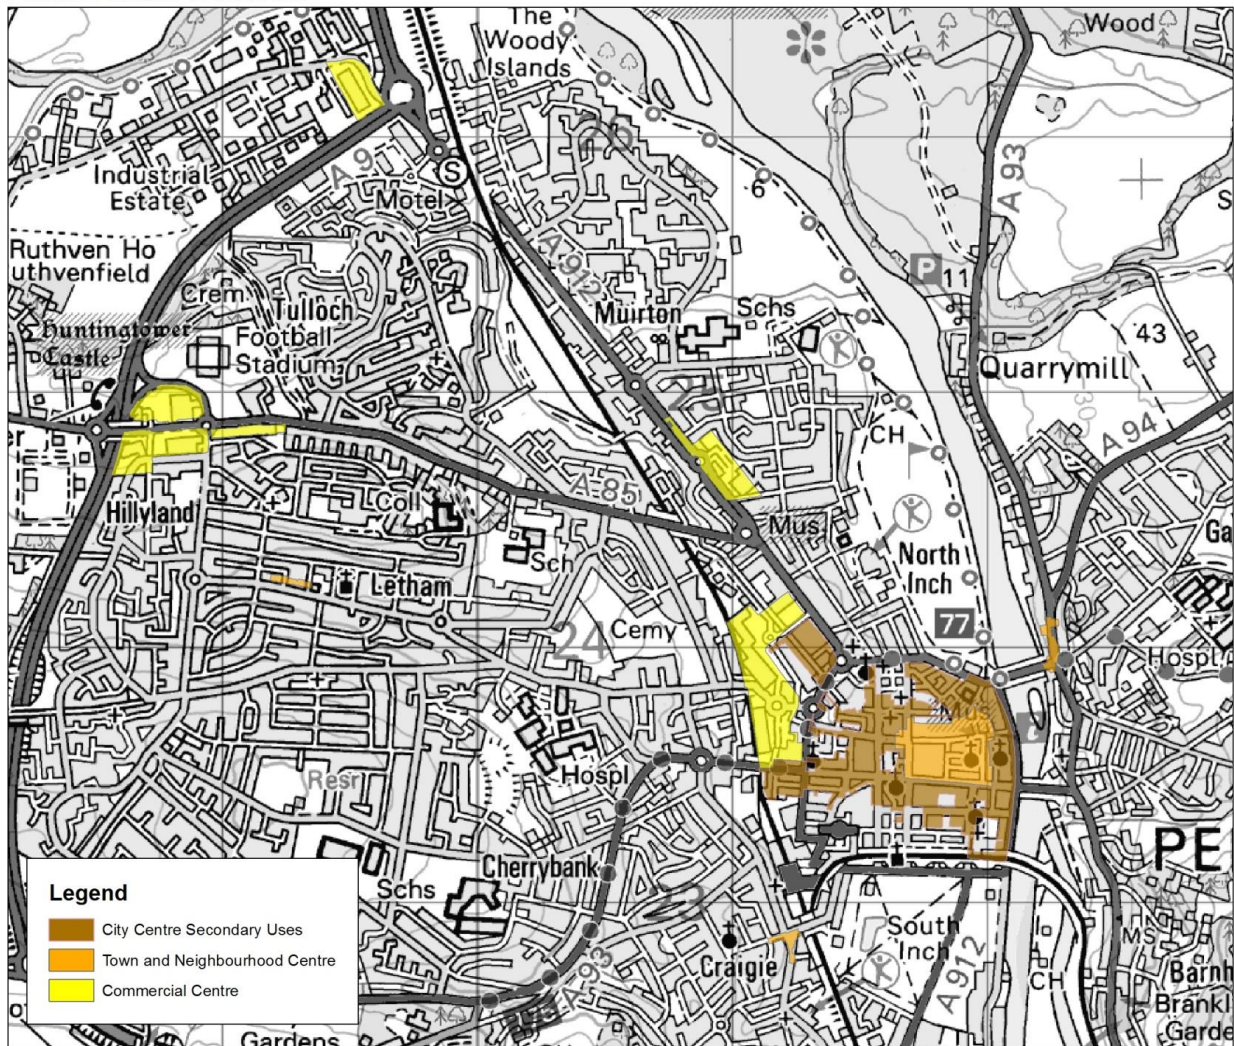 The
Woody
Islands
Wood
26
A 9
S
Industrial
Estate
Motel
6
A 93
Ruthven Ho
uthvenfield
A 912
P
11
Crem
Tulloch
Muirton
Schs
Huntingtower
Castle
Football
Stadium
43
Quarrymill
25
CH
A 94
Hillyland
Coll
A 85
Mus
Sch
North
Inch
Letham
24
Cemy
77
Hospl
Mus
Resr
Hospl
PE
Cherrybank
Schs
23
Craigie
South
Inch
A 912
MS
CH
A 93
Barnh
Brankl
Garde
Gardens
Legend
City Centre Secondary Uses
Town and Neighbourhood Centre
Commercial Centre